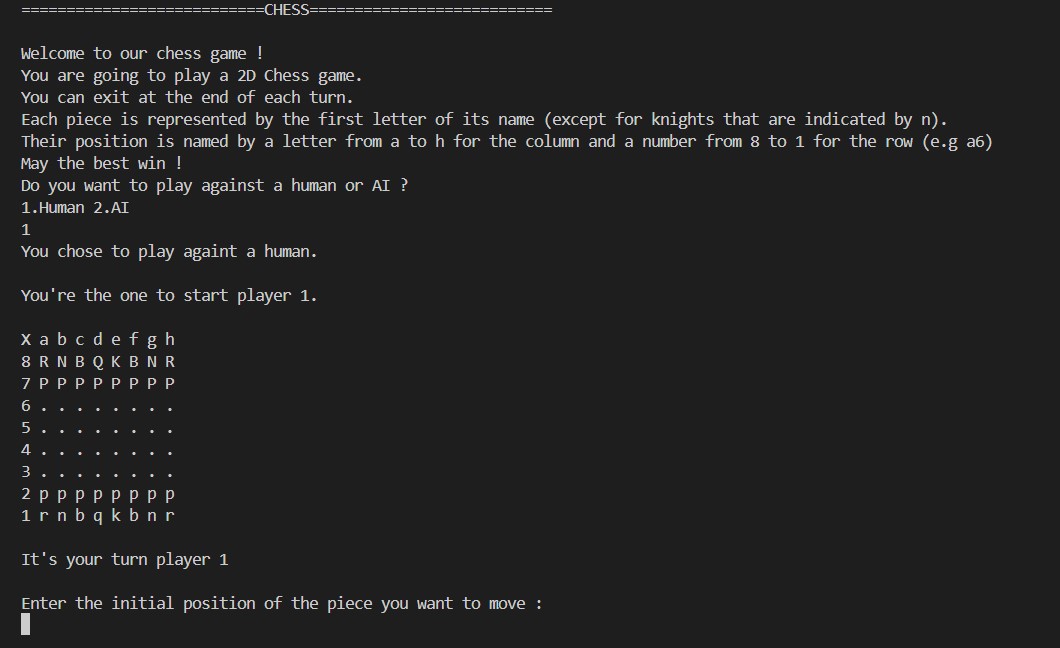 ===========================CHESS===========================
Welcome to our chess game !
You are going to play a 2D Chess game.
You can exit at the end of each turn.
Each piece is represented by the first letter of its name (except for knights that are indicated by n).
Their position is named by a letter from a to h for the column and a number from 8 to 1 for the row (e.g a6)
May the best win !
Do you want to play against a human or AI ?
1.Human 2.AI
1
You chose to play againt a human.
You're the one to start player 1.
X a b c d e f g h
8 R N B Q K B N R
7 P P P P P P P P
6 . . . . . . . .
5 . . . . . . . .
4 . . . . . . . .
3 . . . . . . . .
2 p p p p p p p p
1 r n b q k b n r
It's your turn player 1
Enter the initial position of the piece you want to move :